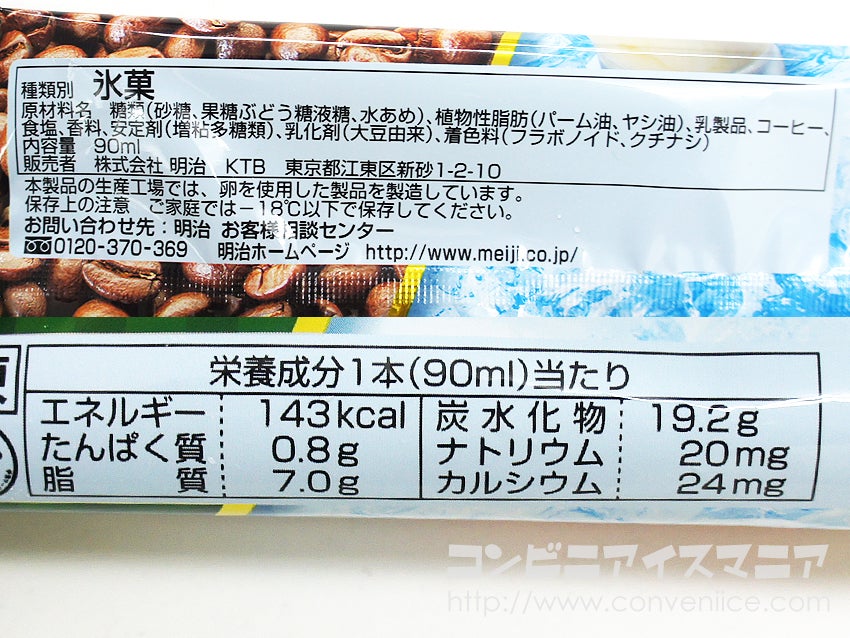 種類別 氷菓
原材料名 糖類(砂糖、果糖ぶどう糖液糖、水あめ)、植物性脂肪(パーム油、ヤシ油)、乳製品、コーヒー、
食塩、香料、安定剤(増粘多糖類)、乳化剤(大豆由来)、着色料(フラボノイド、クチナシ)
内容量 90ml
販売者 株式会社 明治 KTB 東京都江東区新砂1-2-10
本製品の生産工場では、卵を使用した製品を製造しています。
保存上の注意 ご家庭では-18℃以下で保存してください。
お問い合わせ先:明治 お客様相談センター
0120-370-369 明治ホームページ http://www.meiji.co.jp/
栄養成分1本(90ml)当たり
エネルギー 143kcal 炭水化物 19.2g
たんぱく質 0.8g ナトリウム 20mg
脂質 7.0g カルシウム 24mg
コンビニアイスマニア
http://www.conveniice.com/